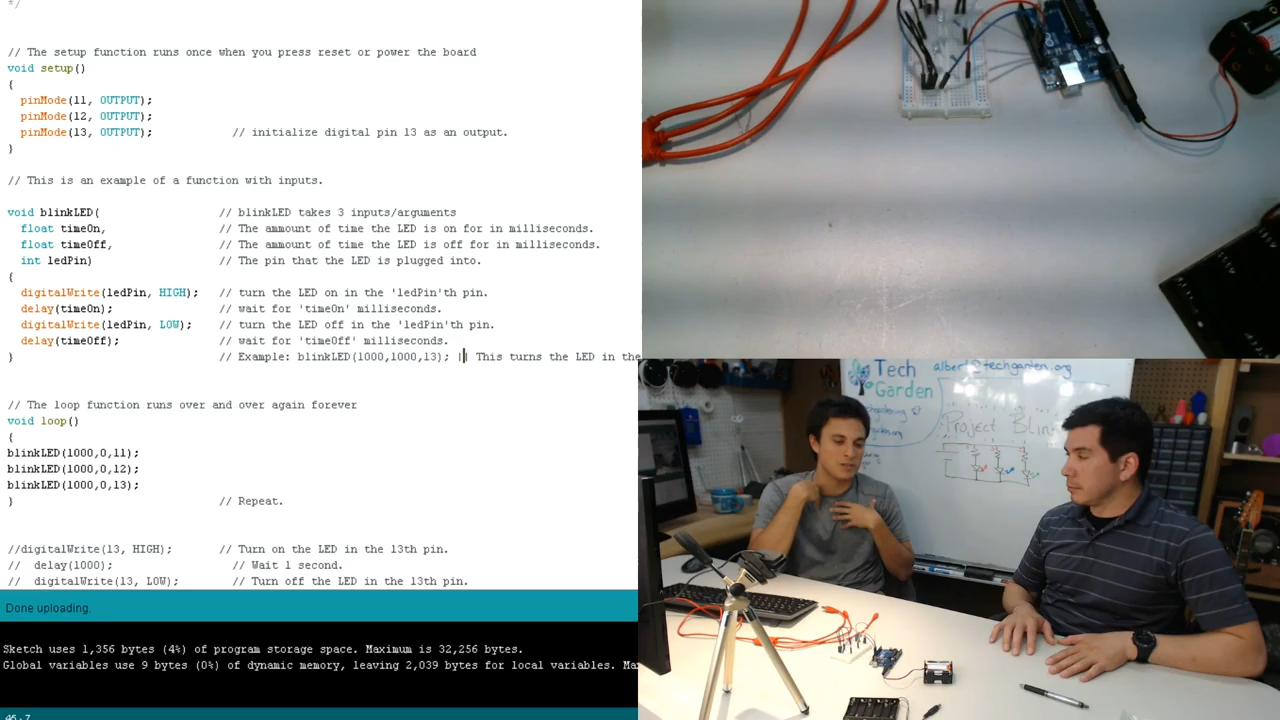 */
// The setup function runs once when you press reset or power the board
void setup()
{
pinMode(11, OUTPUT);
pinMode(12, OUTPUT);
pinMode(13, OUTPUT); // initialize digital pin 13 as an output.
}
// This is an example of a function with inputs.
void blinkLED( // blinkLED takes 3 inputs/arguments
float timeOn, // The ammount of time the LED is on for in milliseconds.
float timeOff, // The ammount of time the LED is off for in milliseconds.
int ledPin) // The pin that the LED is plugged into.
{
digitalWrite(ledPin, HIGH); // turn the LED on in the 'ledPin'th pin.
delay(timeOn); // wait for 'timeOn' milliseconds.
digitalWrite(ledPin, LOW); // turn the LED off in the 'ledPin'th pin.
delay(timeOff); // wait for 'timeOff' milliseconds.
} // Example: blinkLED(1000,1000,13); || This turns the LED in the
// The loop function runs over and over again forever
void loop()
{
blinkLED(1000,0,11);
blinkLED(1000,0,12);
blinkLED(1000,0,13);
} // Repeat.
//digitalWrite(13, HIGH); // Turn on the LED in the 13th pin.
// delay(1000); // Wait 1 second.
// digitalWrite(13, LOW); // Turn off the LED in the 13th pin.
Done uploading.
Sketch uses 1,356 bytes (4%) of program storage space. Maximum is 32,256 bytes.
Global variables use 9 bytes (0%) of dynamic memory, leaving 2,039 bytes for local variables.
Tech
Garden
albert@techgarden.org
Project Blink